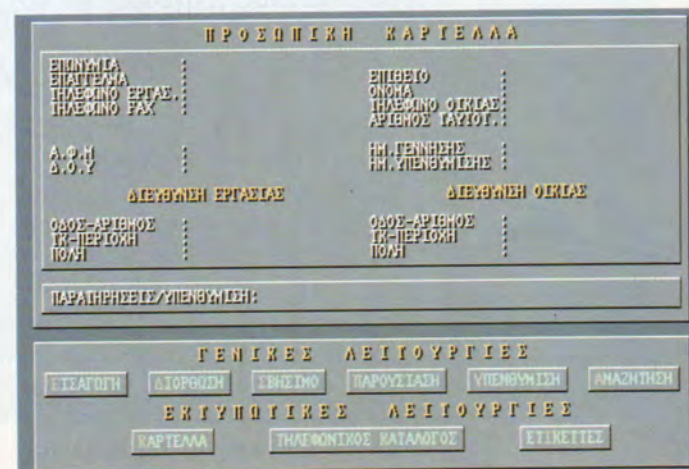 ΠΡΟΣΩΠΙΚΗ ΚΑΡΤΕΛΛΑ
ΕΠΩΝΥΜΙΑ :
ΕΠΑΓΓΕΛΜΑ :
ΤΗΛΕΦΩΝΟ ΕΡΓΑΣ.:
ΤΗΛΕΦΩΝΟ FAX :
ΕΠΙΘΕΤΟ :
ΟΝΟΜΑ :
ΤΗΛΕΦΩΝΟ ΟΙΚΙΑΣ:
ΑΡΙΘΜΟΣ ΤΑΥΤΟΤ.:
Α.Φ.Μ :
Δ.Ο.Υ :
ΗΜ.ΓΕΝΝΗΣΗΣ :
ΗΜ.ΥΠΕΝΘΥΜΙΣΗΣ :
ΔΙΕΥΘΥΝΣΗ ΕΡΓΑΣΙΑΣ
ΔΙΕΥΘΥΝΣΗ ΟΙΚΙΑΣ
ΟΔΟΣ-ΑΡΙΘΜΟΣ :
ΤΚ-ΠΕΡΙΟΧΗ :
ΠΟΛΗ :
ΟΔΟΣ-ΑΡΙΘΜΟΣ :
ΤΚ-ΠΕΡΙΟΧΗ :
ΠΟΛΗ :
ΠΑΡΑΤΗΡΗΣΕΙΣ/ΥΠΕΝΘΥΜΙΣΗ:
ΓΕΝΙΚΕΣ ΛΕΙΤΟΥΡΓΙΕΣ
ΕΙΣΑΓΩΓΗ ΔΙΟΡΘΩΣΗ ΣΒΗΣΙΜΟ ΠΑΡΟΥΣΙΑΣΗ ΥΠΕΝΘΥΜΙΣΗ ΑΝΑΖΗΤΗΣΗ
ΕΚΤΥΠΩΤΙΚΕΣ ΛΕΙΤΟΥΡΓΙΕΣ
ΚΑΡΤΕΛΛΑ ΤΗΛΕΦΩΝΙΚΟΣ ΚΑΤΑΛΟΓΟΣ ΕΤΙΚΕΤΤΕΣ